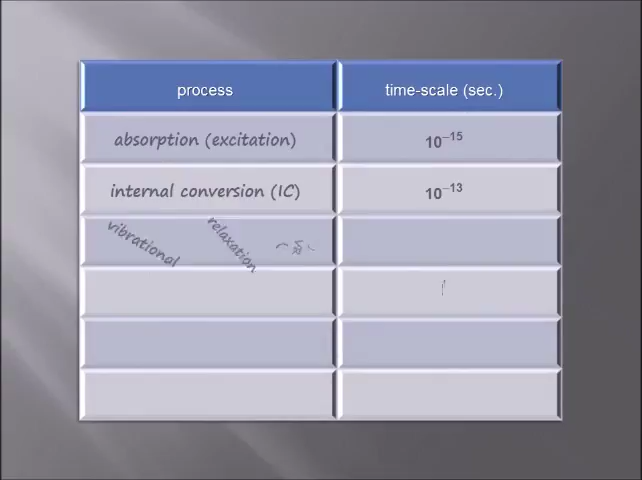 process
time-scale (sec.)
absorption (excitation)
10⁻¹⁵
internal conversion (IC)
10⁻¹³
vibrational relaxation